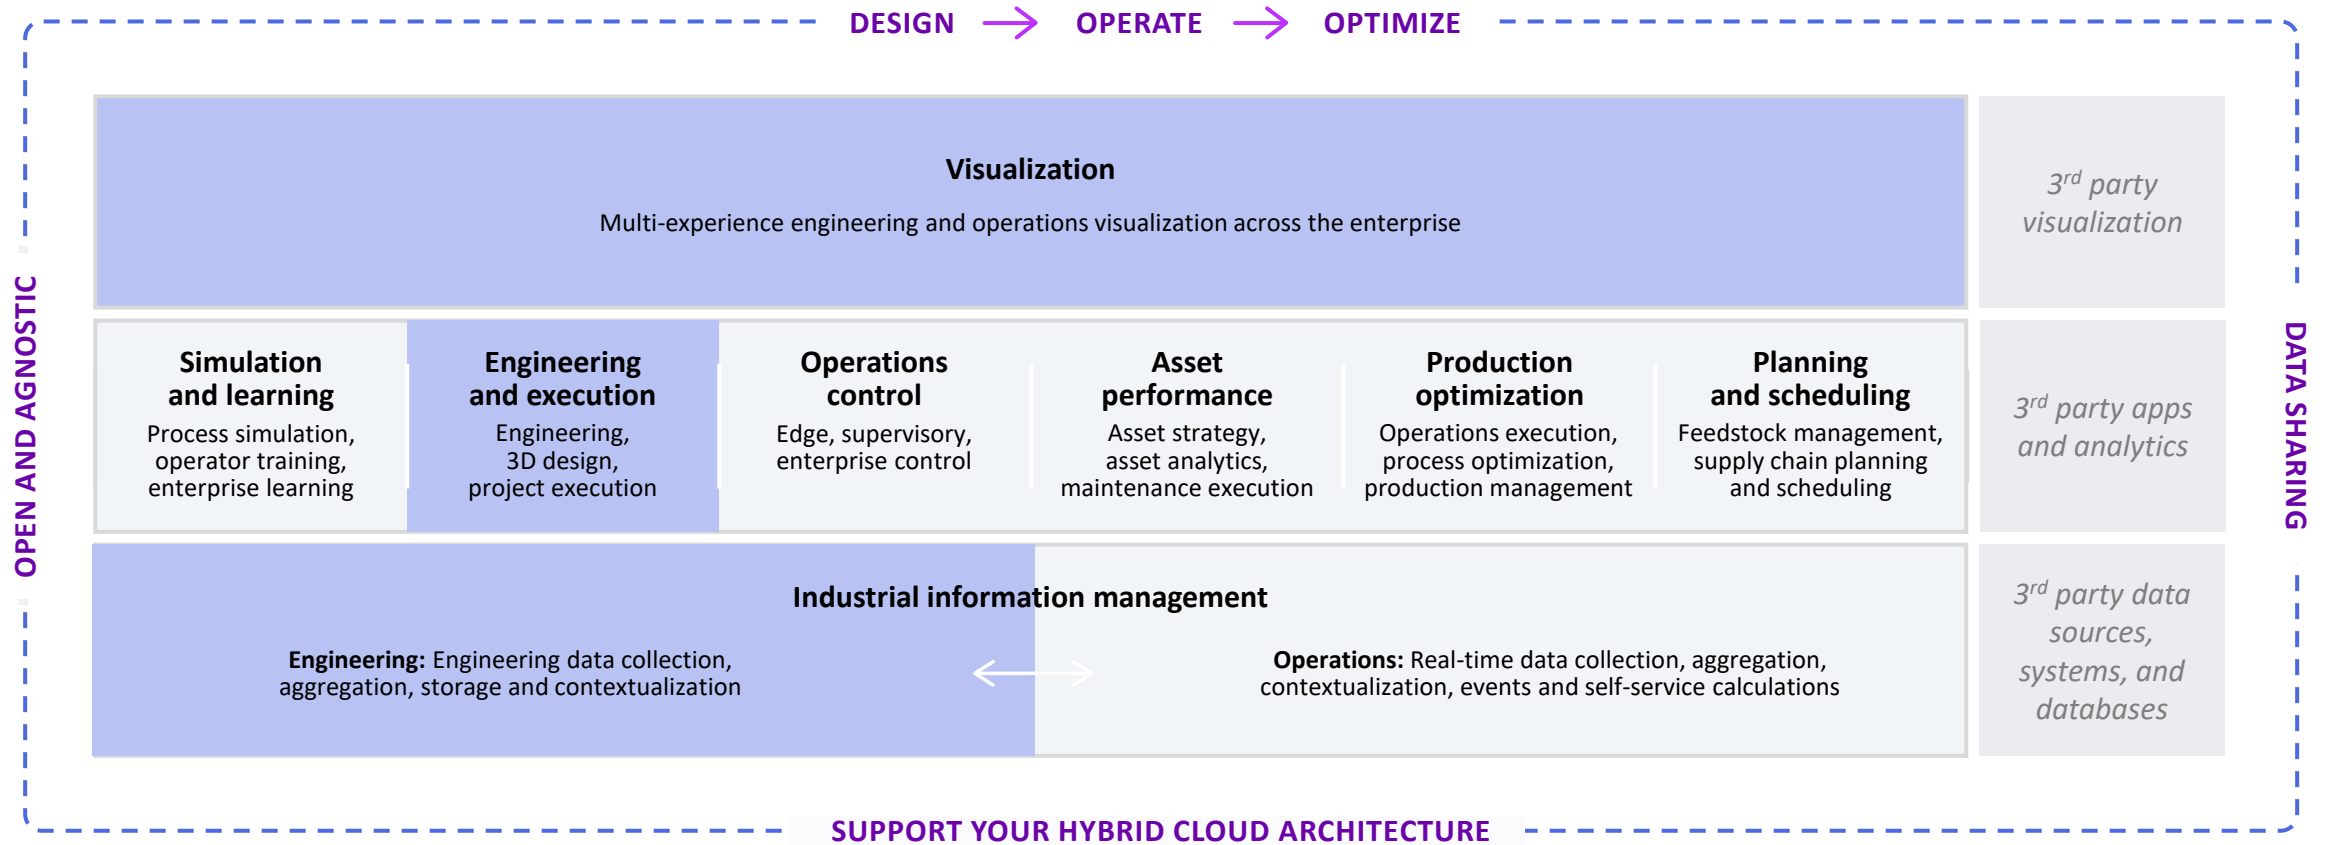 DESIGN → OPERATE → OPTIMIZE
OPEN AND AGNOSTIC
Visualization
Multi-experience engineering and operations visualization across the enterprise
3rd party
visualization
Simulation
and learning
Process simulation,
operator training,
enterprise learning
Engineering
and execution
Engineering,
3D design,
project execution
Operations
control
Edge, supervisory,
enterprise control
Asset
performance
Asset strategy,
asset analytics,
maintenance execution
Production
optimization
Operations execution,
process optimization,
production management
Planning
and scheduling
Feedstock management,
supply chain planning
and scheduling
3rd party apps
and analytics
Industrial information management
Engineering: Engineering data collection,
aggregation, storage and contextualization
Operations: Real-time data collection, aggregation,
contextualization, events and self-service calculations
3rd party data
sources,
systems, and
databases
DATA SHARING
SUPPORT YOUR HYBRID CLOUD ARCHITECTURE